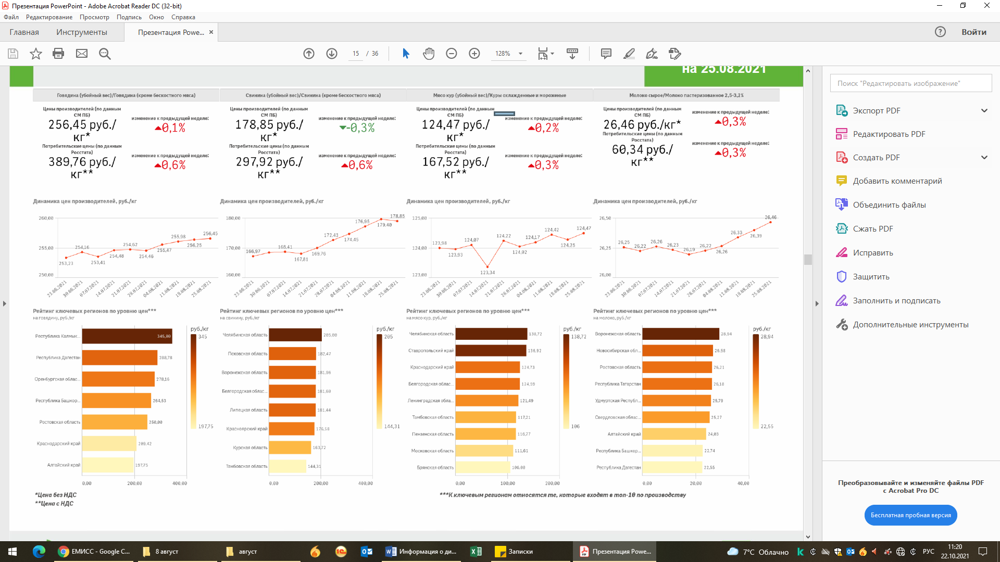 Презентация PowerPoint - Adobe Acrobat Reader DC (32-bit)
Файл Редактирование Просмотр Подпись Окно Справка
Главная Инструменты Презентация Powe... × Войти
15 / 36 128%
на 25.08.2021
Говядина (убойный вес)/Говядина (кроме бескостного мяса)
Цены производителей (по данным
СМ ПБ)
256,45 руб./
кг*
изменение к предыдущей неделе:
0,1%
Потребительские цены (по данным
Росстата)
389,76 руб./
кг**
изменение к предыдущей неделе:
0,6%
Свинина (убойный вес)/Свинина (кроме бескостного мяса)
Цены производителей (по данным
СМ ПБ)
178,85 руб./
кг*
изменение к предыдущей неделе:
-0,3%
Потребительские цены (по данным
Росстата)
297,92 руб./
кг**
изменение к предыдущей неделе:
0,6%
Мясо кур (убойный вес)/Куры охлажденные и мороженые
Цены производителей (по данным
СМ ПБ)
124,47 руб./
кг*
изменение к предыдущей неделе:
0,2%
Потребительские цены (по данным
Росстата)
167,52 руб./
кг**
изменение к предыдущей неделе:
0,3%
Молоко сырое/Молоко пастеризованное 2,5-3,2%
Цены производителей (по данным
СМ ПБ)
26,46 руб./кг*
изменение к предыдущей неделе:
0,3%
Потребительские цены (по данным
Росстата)
60,34 руб./
кг**
изменение к предыдущей неделе:
0,3%
Динамика цен производителей, руб./кг
260,00
255,00
250,00
253,23 254,16 253,41 254,48 254,62 254,46 255,47 255,98 256,25 256,45
23.06.2021 30.06.2021 07.07.2021 14.07.2021 21.07.2021 28.07.2021 04.08.2021 11.08.2021 18.08.2021 25.08.2021
Динамика цен производителей, руб./кг
180,00
170,00
160,00
166,97 168,41 167,81 169,76 172,43 174,45 176,95 179,40 178,85
23.06.2021 30.06.2021 07.07.2021 14.07.2021 21.07.2021 28.07.2021 04.08.2021 11.08.2021 18.08.2021 25.08.2021
Динамика цен производителей, руб./кг
125,00
124,00
123,00
123,98 123,93 124,07 123,34 124,22 124,02 124,17 124,42 124,25 124,47
23.06.2021 30.06.2021 07.07.2021 14.07.2021 21.07.2021 28.07.2021 04.08.2021 11.08.2021 18.08.2021 25.08.2021
Динамика цен производителей, руб./кг
26,50
26,25
26,00
26,25 26,22 26,26 26,23 26,19 26,22 26,26 26,33 26,39 26,46
23.06.2021 30.06.2021 07.07.2021 14.07.2021 21.07.2021 28.07.2021 04.08.2021 11.08.2021 18.08.2021 25.08.2021
Рейтинг ключевых регионов по уровню цен***
на говядину, руб./кг
руб./кг
345
197,75
Республика Калмык... 345,00
Республика Дагестан 288,78
Оренбургская облас... 278,16
Республика Башкор... 264,53
Ростовская область 250,00
Краснодарский край 209,42
Алтайский край 197,75
0,00 200,00 400,00
Рейтинг ключевых регионов по уровню цен***
на свинину, руб./кг
руб./кг
205
144,31
Челябинская область 205,00
Псковская область 182,47
Воронежская область 181,96
Белгородская облас... 181,60
Липецкая область 181,44
Красноярский край 176,58
Курская область 163,72
Тамбовская область 144,31
0,00 200,00 400,00
Рейтинг ключевых регионов по уровню цен***
на мясо кур, руб./кг
руб./кг
138,72
106
Челябинская область 138,72
Ставропольский край 136,92
Краснодарский край 124,73
Белгородская облас... 124,59
Ленинградская обла... 121,49
Тамбовская область 117,21
Пензенская область 116,77
Московская область 111,61
Брянская область 106,00
0,00 100,00 200,00
Рейтинг ключевых регионов по уровню цен***
на молоко, руб./кг
руб./кг
28,94
22,55
Воронежская область 28,94
Новосибирская обл... 26,58
Ростовская область 26,21
Республика Татарстан 26,18
Удмуртская Республ... 25,79
Свердловская облас... 25,27
Алтайский край 24,03
Республика Башкор... 22,74
Республика Дагестан 22,55
0,00 20,00 40,00
*Цена без НДС
**Цена с НДС
***К ключевым регионам относятся те, которые входят в топ-10 по производству
Поиск "Редактировать изображение"
Экспорт PDF
Редактировать PDF
Создать PDF
Добавить комментарий
Объединить файлы
Сжать PDF
Исправить
Защитить
Заполнить и подписать
Дополнительные инструменты
Преобразовывайте и изменяйте файлы PDF
с Acrobat Pro DC
Бесплатная пробная версия
ЕМИСС - Google C... 8 август август Информация о ди... Записки Презентация Powe... 7°C Облачно РУС 11:20
22.10.2021